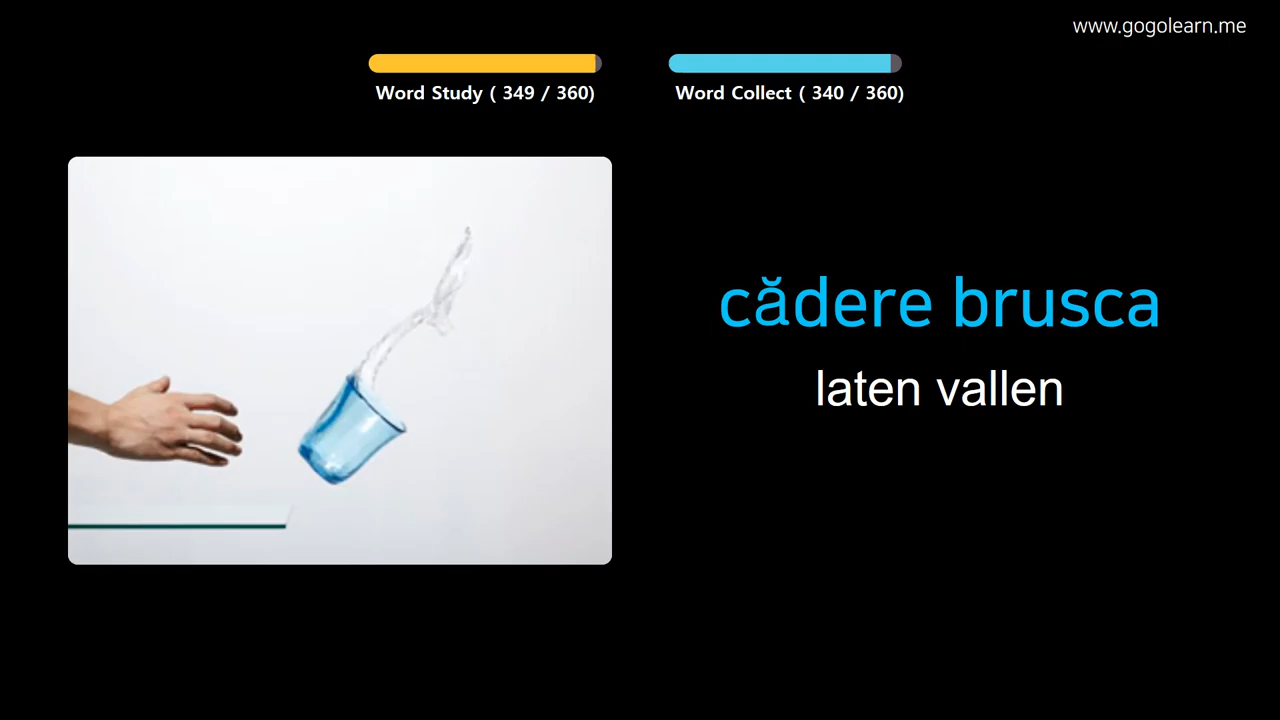 www.gogolearn.me
Word Study ( 349 / 360)
Word Collect ( 340 / 360)
cădere brusca
laten vallen